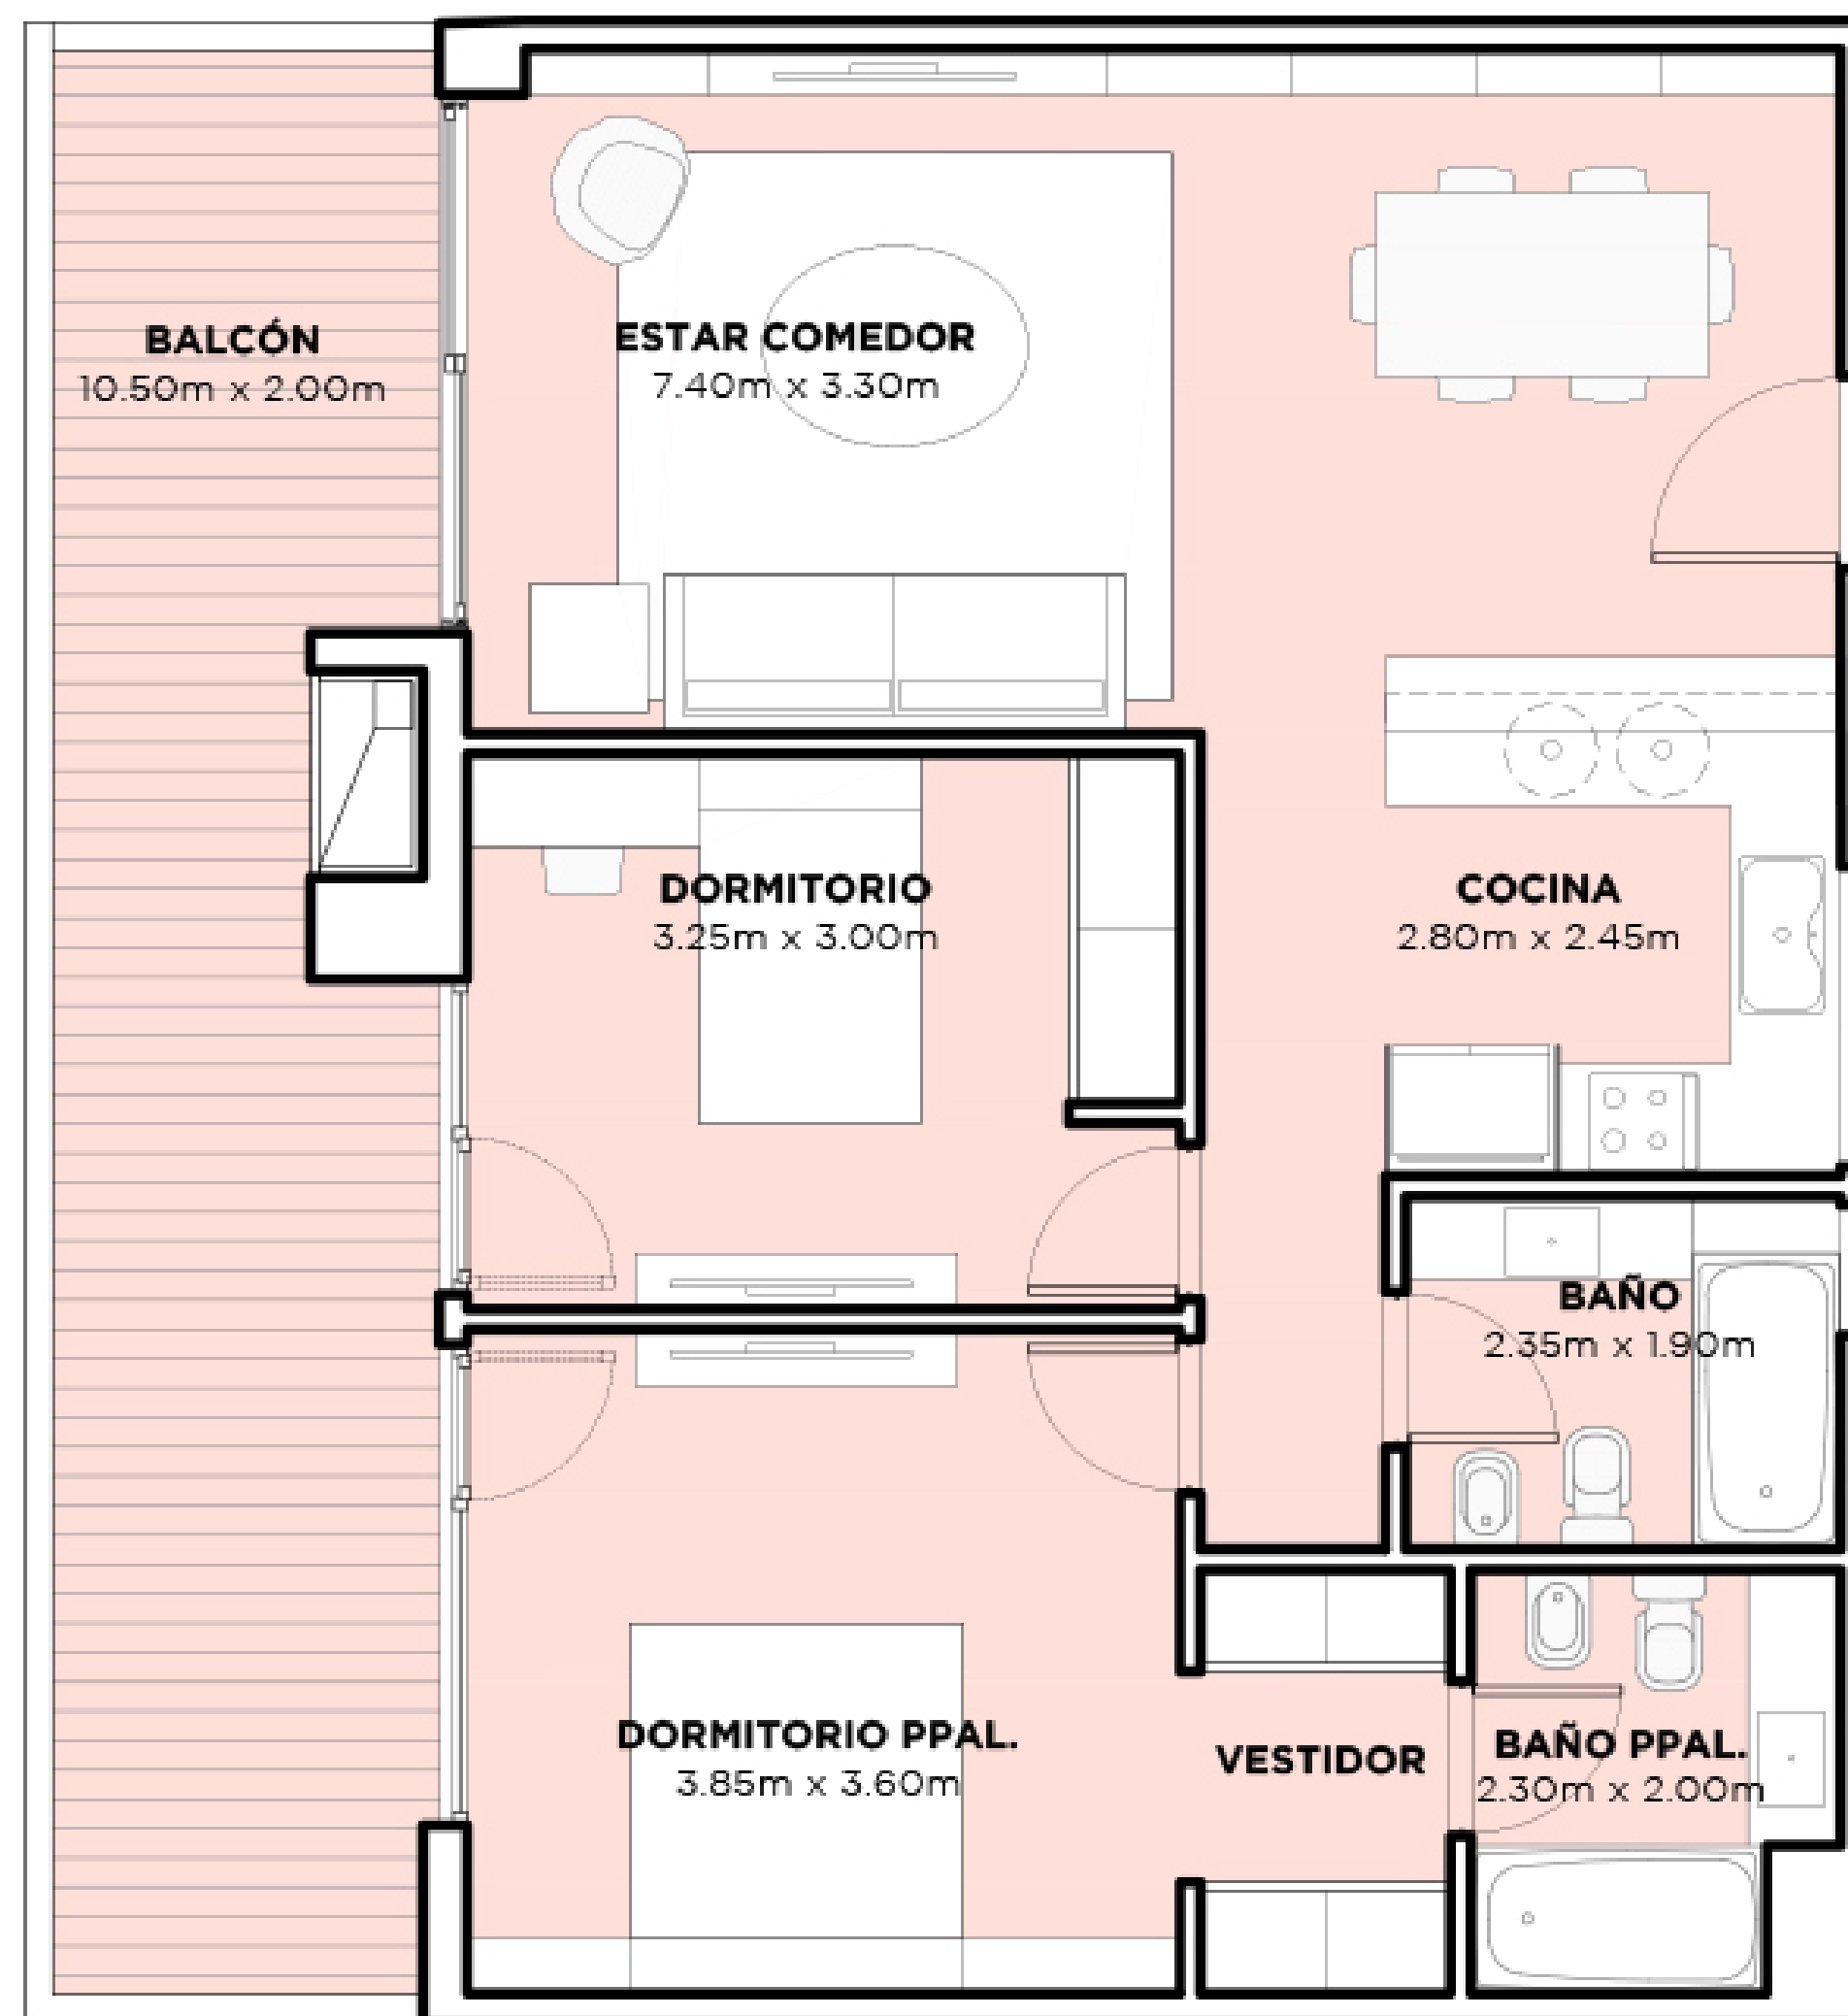 BALCÓN
10.50m x 2.00m
ESTAR COMEDOR
7.40m x 3.30m
DORMITORIO
3.25m x 3.00m
COCINA
2.80m x 2.45m
BAÑO
2.35m x 1.90m
DORMITORIO PPAL.
3.85m x 3.60m
VESTIDOR
BAÑO PPAL.
2.30m x 2.00m